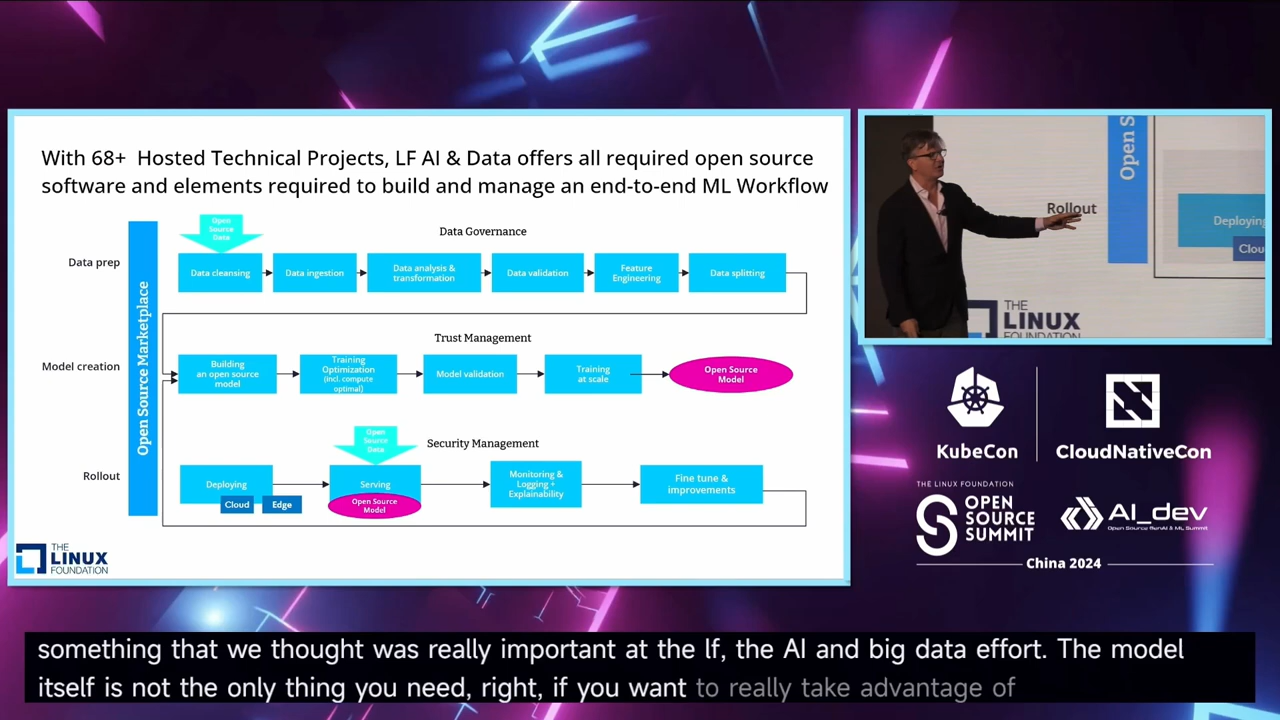 With 68+ Hosted Technical Projects, LF AI & Data offers all required open source
software and elements required to build and manage an end-to-end ML Workflow
Open
Source
Data
Data Governance
Data prep
Data cleansing
Data ingestion
Data analysis &
transformation
Data validation
Feature
Engineering
Data splitting
Open Source Marketplace
Trust Management
Model creation
Building
an open source
model
Training
Optimization
(incl. compute
optimal)
Model validation
Training
at scale
Open Source
Model
Open
Source
Data
Security Management
Rollout
Deploying
Cloud
Edge
Serving
Open Source
Model
Monitoring &
Logging +
Explainability
Fine tune &
improvements
THE
LINUX
FOUNDATION
Open S
Rollout
Deploying
Clou
THE
LINUX
FOUNDATION
KubeCon
CloudNativeCon
THE LINUX FOUNDATION
OPEN
SOURCE
SUMMIT
AI_dev
Open Source GenAI & ML Summit
China 2024
something that we thought was really important at the lf, the AI and big data effort. The model
itself is not the only thing you need, right, if you want to really take advantage of